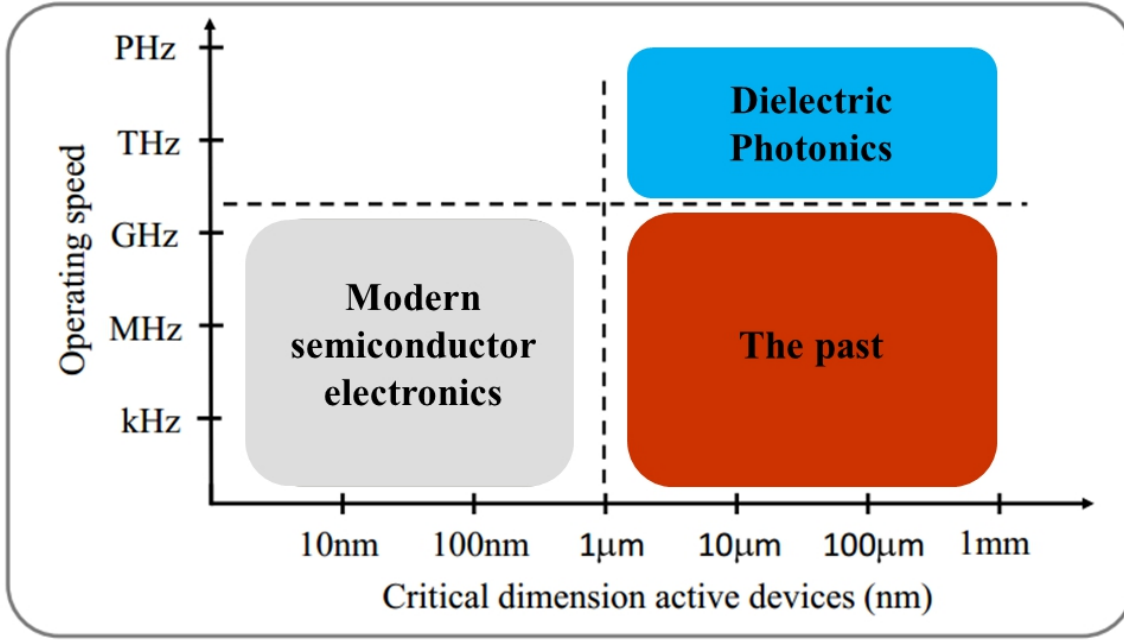 PHz
THz
GHz
MHz
kHz
Operating speed
Dielectric
Photonics
Modern
semiconductor
electronics
The past
10nm 100nm 1μm 10μm 100μm 1mm
Critical dimension active devices (nm)